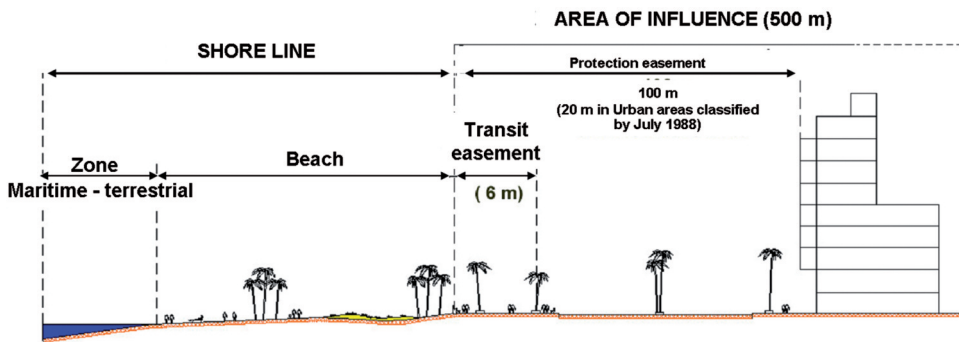 AREA OF INFLUENCE (500 m)
SHORE LINE
Protection easement
100 m
(20 m in Urban areas classified
by July 1988)
Transit
easement
( 6 m)
Zone
Maritime - terrestrial
Beach